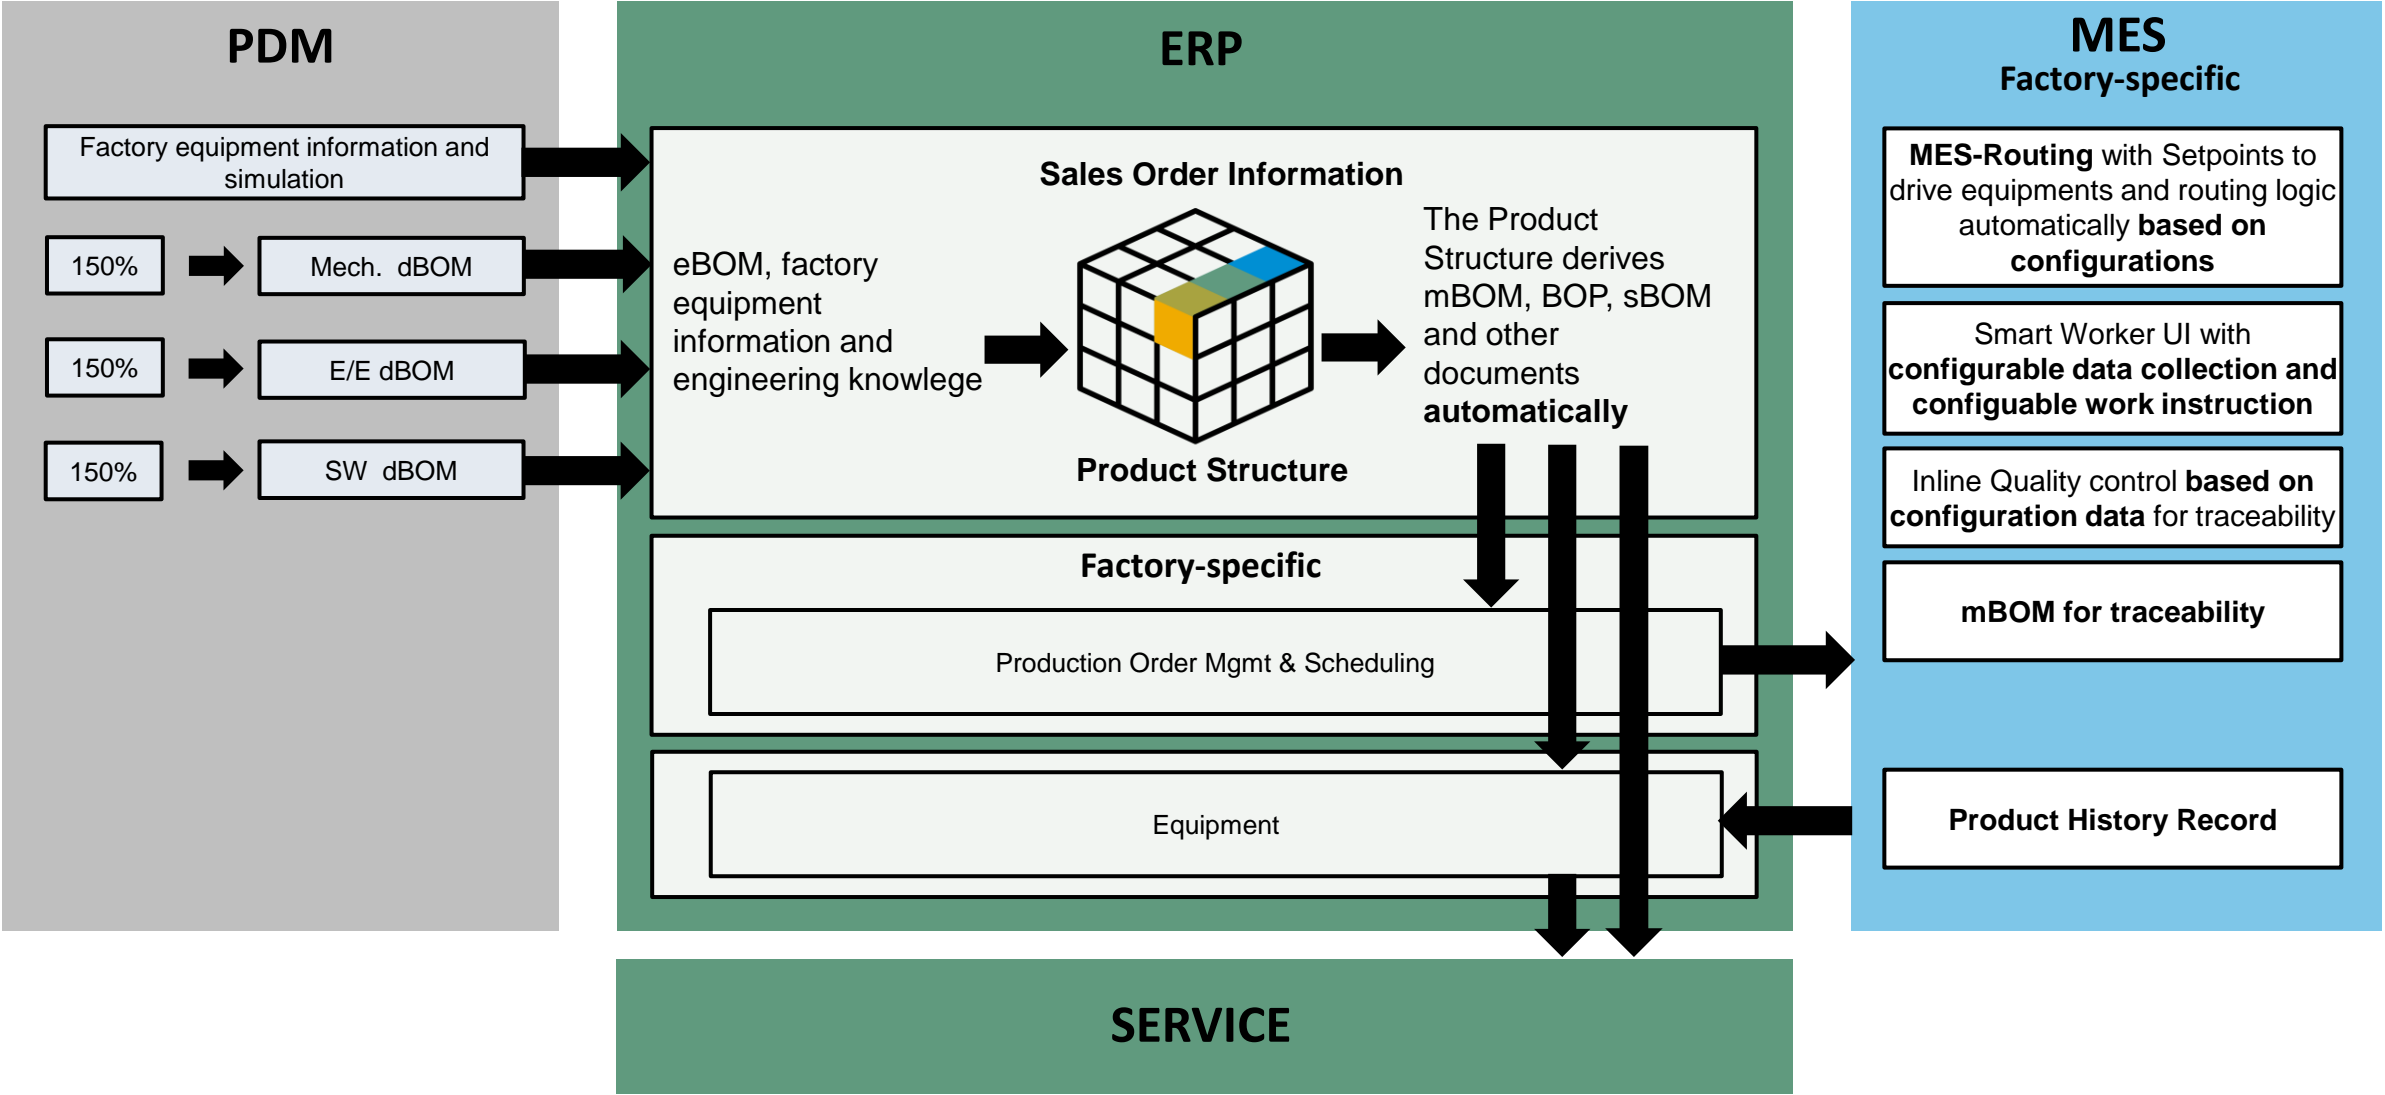 PDM
Factory equipment information and
simulation
150%
Mech. dBOM
150%
E/E dBOM
150%
SW dBOM
ERP
Sales Order Information
eBOM, factory
equipment
information and
engineering knowlege
Product Structure
The Product
Structure derives
mBOM, BOP, sBOM
and other
documents
automatically
Factory-specific
Production Order Mgmt & Scheduling
Equipment
SERVICE
MES
Factory-specific
MES-Routing with Setpoints to
drive equipments and routing logic
automatically based on
configurations
Smart Worker UI with
configurable data collection and
configuable work instruction
Inline Quality control based on
configuration data for traceability
mBOM for traceability
Product History Record